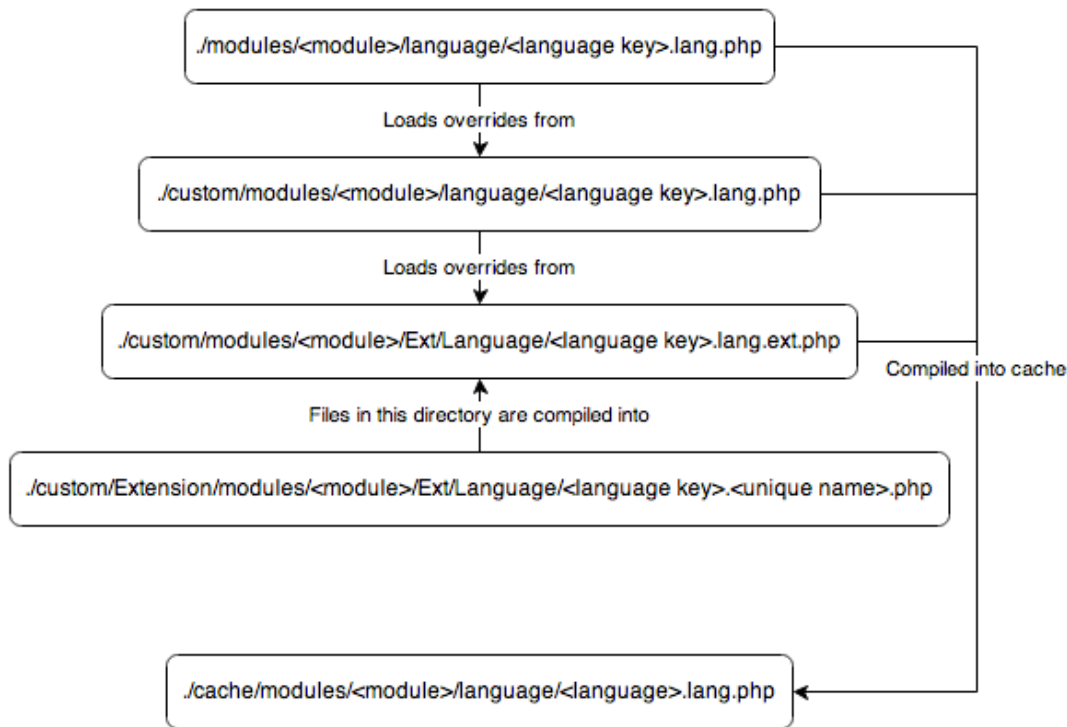 ./modules/<module>/language/<language key>.lang.php
Loads overrides from
./custom/modules/<module>/language/<language key>.lang.php
Loads overrides from
./custom/modules/<module>/Ext/Language/<language key>.lang.ext.php
Compiled into cache
Files in this directory are compiled into
./custom/Extension/modules/<module>/Ext/Language/<language key>.<unique name>.php
./cache/modules/<module>/language/<language>.lang.php